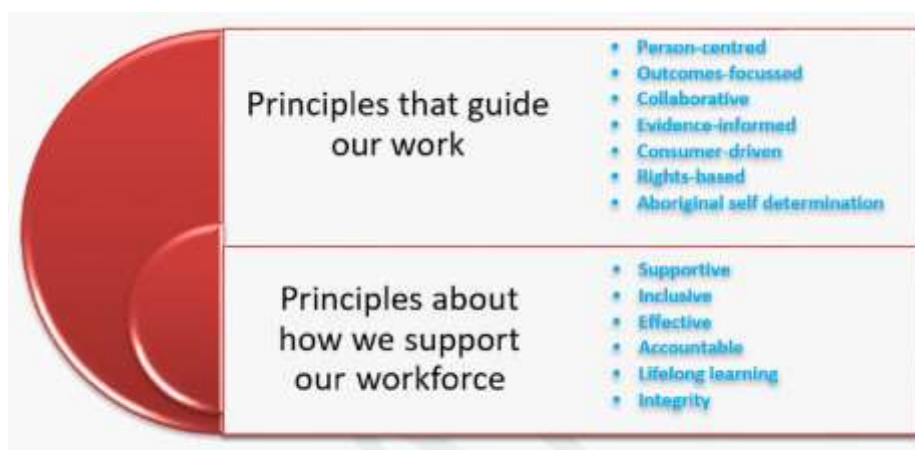 Principles that guide
our work
• Person-centred
• Outcomes-focussed
• Collaborative
• Evidence-informed
• Consumer-driven
• Rights-based
• Aboriginal self determination
Principles about
how we support
our workforce
• Supportive
• Inclusive
• Effective
• Accountable
• Lifelong learning
• Integrity